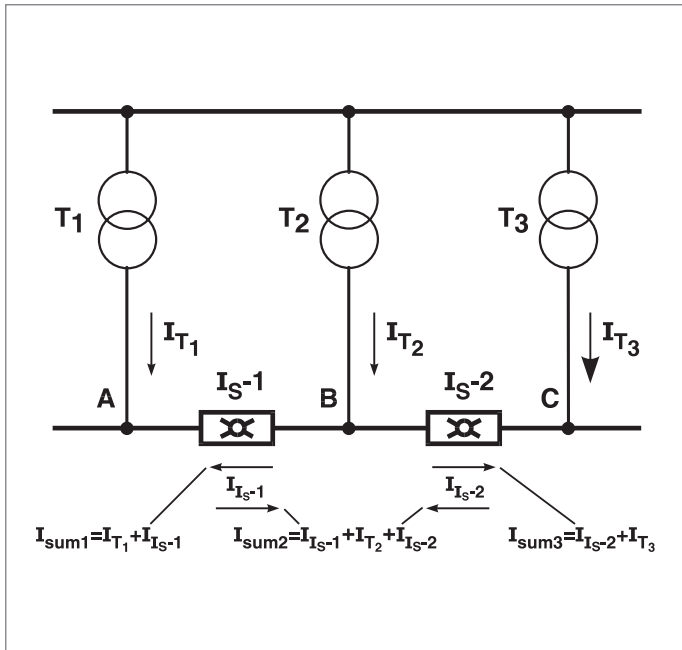 T1 T2 T3
IT1 IT2 IT3
A IS-1 B IS-2 C
IIS-1 IIS-2
Isum1=IT1+IIS-1 Isum2=IIS-1+IT2+IIS-2 Isum3=IIS-2+IT3